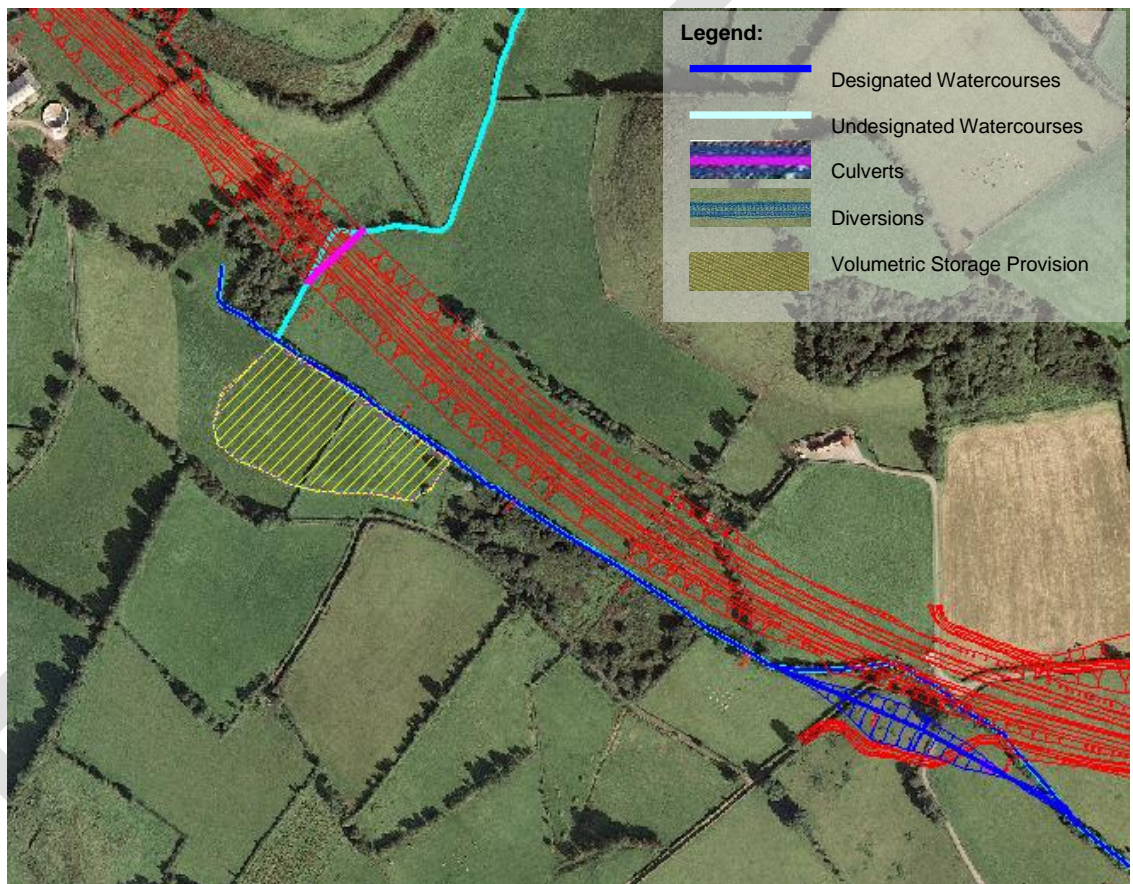 Legend:
Designated Watercourses
Undesignated Watercourses
Culverts
Diversions
Volumetric Storage Provision